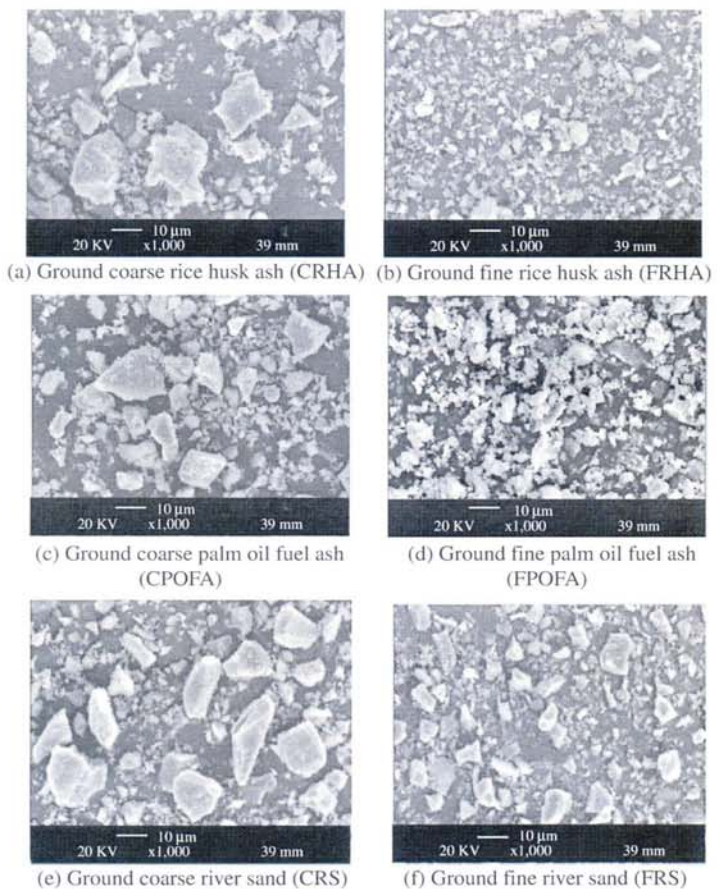 10 µm
20 KV x1,000 39 mm
10 µm
20 KV x1,000 39 mm
(a) Ground coarse rice husk ash (CRHA)
(b) Ground fine rice husk ash (FRHA)
10 µm
20 KV x1,000 39 mm
10 µm
20 KV x1,000 39 mm
(c) Ground coarse palm oil fuel ash
(CPOFA)
(d) Ground fine palm oil fuel ash
(FPOFA)
10 µm
20 KV x1,000 39 mm
10 µm
20 KV x1,000 39 mm
(e) Ground coarse river sand (CRS)
(f) Ground fine river sand (FRS)